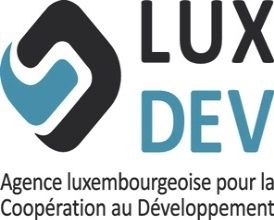 LUX
DEV
Agence luxembourgeoise pour la
Coopération au Développement